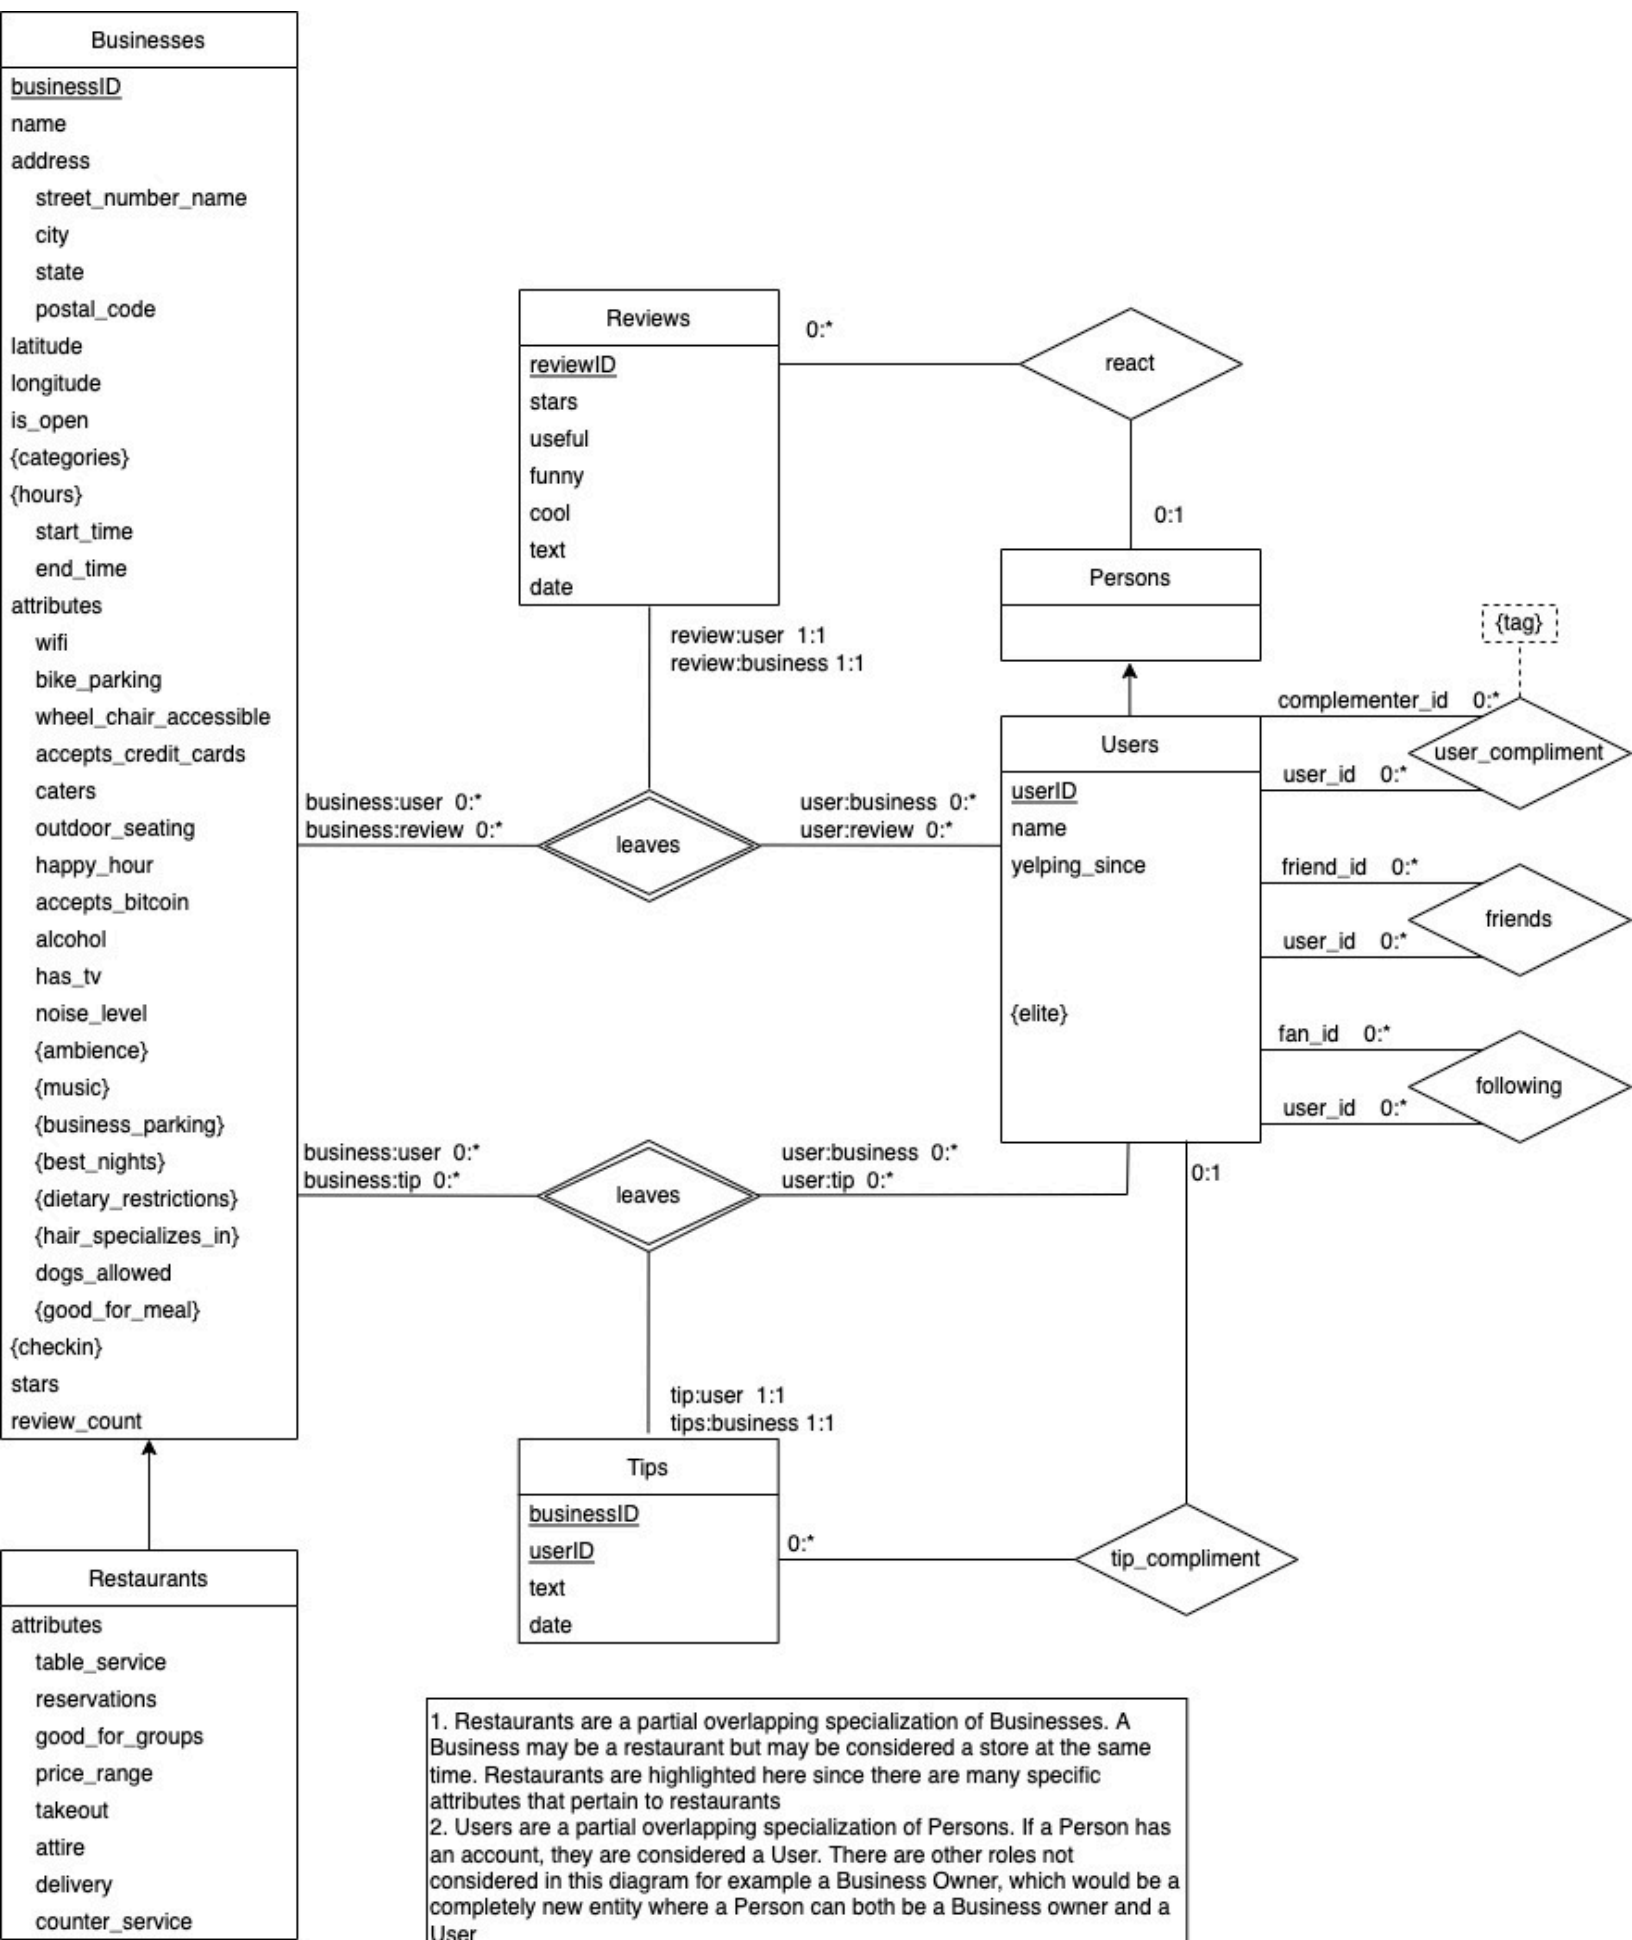 Businesses
businessID
name
address
street_number_name
city
state
postal_code
latitude
longitude
is_open
{categories}
{hours}
start_time
end_time
attributes
wifi
bike_parking
wheel_chair_accessible
accepts_credit_cards
caters
outdoor_seating
happy_hour
accepts_bitcoin
alcohol
has_tv
noise_level
{ambience}
{music}
{business_parking}
{best_nights}
{dietary_restrictions}
{hair_specializes_in}
dogs_allowed
{good_for_meal}
{checkin}
stars
review_count
Restaurants
attributes
table_service
reservations
good_for_groups
price_range
takeout
attire
delivery
counter_service
Reviews
reviewID
stars
useful
funny
cool
text
date
0:*
react
0:1
Persons
review:user 1:1
review:business 1:1
business:user 0:*
business:review 0:*
leaves
user:business 0:*
user:review 0:*
Users
userID
name
yelping_since
{elite}
{tag}
complementer_id 0:*
user_compliment
user_id 0:*
friend_id 0:*
friends
user_id 0:*
fan_id 0:*
following
user_id 0:*
business:user 0:*
business:tip 0:*
leaves
user:business 0:*
user:tip 0:*
0:1
tip:user 1:1
tips:business 1:1
Tips
businessID
userID
text
date
0:*
tip_compliment
1. Restaurants are a partial overlapping specialization of Businesses. A
Business may be a restaurant but may be considered a store at the same
time. Restaurants are highlighted here since there are many specific
attributes that pertain to restaurants
2. Users are a partial overlapping specialization of Persons. If a Person has
an account, they are considered a User. There are other roles not
considered in this diagram for example a Business Owner, which would be a
completely new entity where a Person can both be a Business owner and a
User